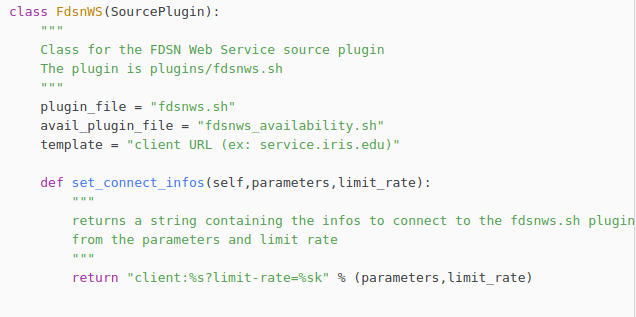 class FdsnWS(SourcePlugin):
    """
    Class for the FDSN Web Service source plugin
    The plugin is plugins/fdsnws.sh
    """
    plugin_file = "fdsnws.sh"
    avail_plugin_file = "fdsnws_availability.sh"
    template = "client URL (ex: service.iris.edu)"

    def set_connect_infos(self,parameters,limit_rate):
        """
        returns a string containing the infos to connect to the fdsnws.sh plugin
        from the parameters and limit rate
        """
        return "client:%s?limit-rate=%sk" % (parameters,limit_rate)